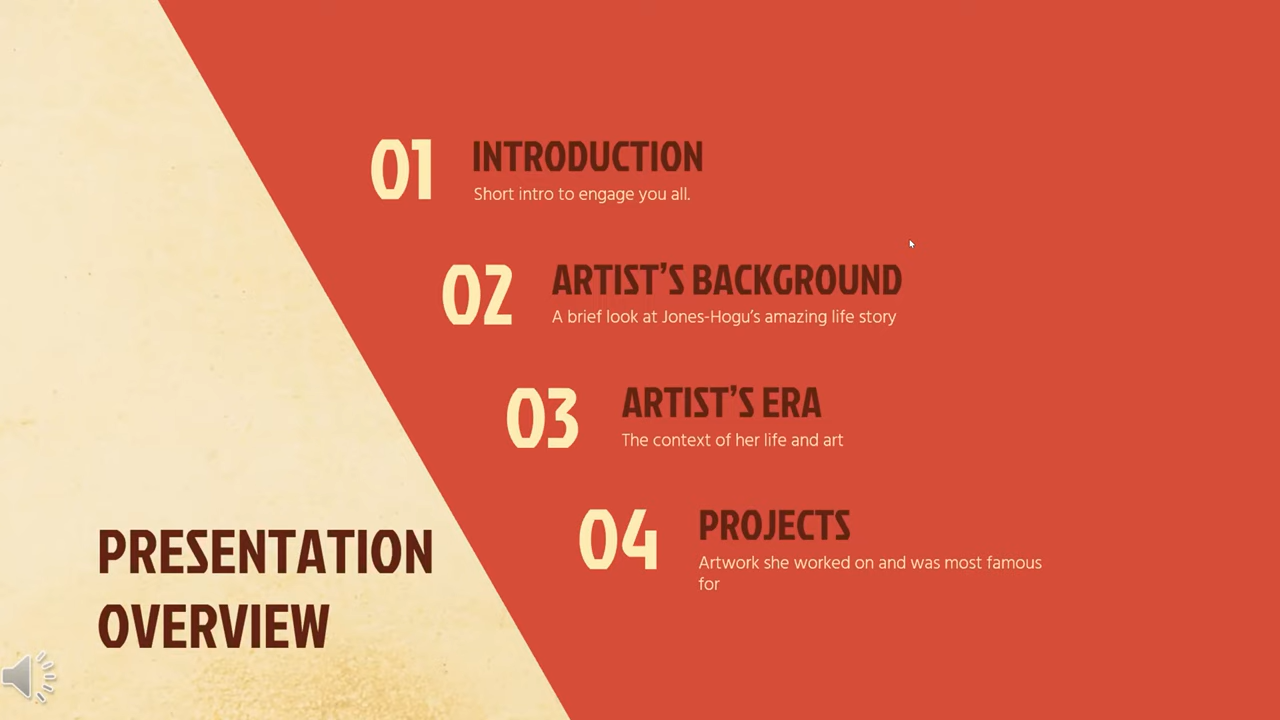 01 INTRODUCTION
Short intro to engage you all.
02 ARTIST’S BACKGROUND
A brief look at Jones-Hogu’s amazing life story
03 ARTIST’S ERA
The context of her life and art
04 PROJECTS
Artwork she worked on and was most famous
for
PRESENTATION
OVERVIEW